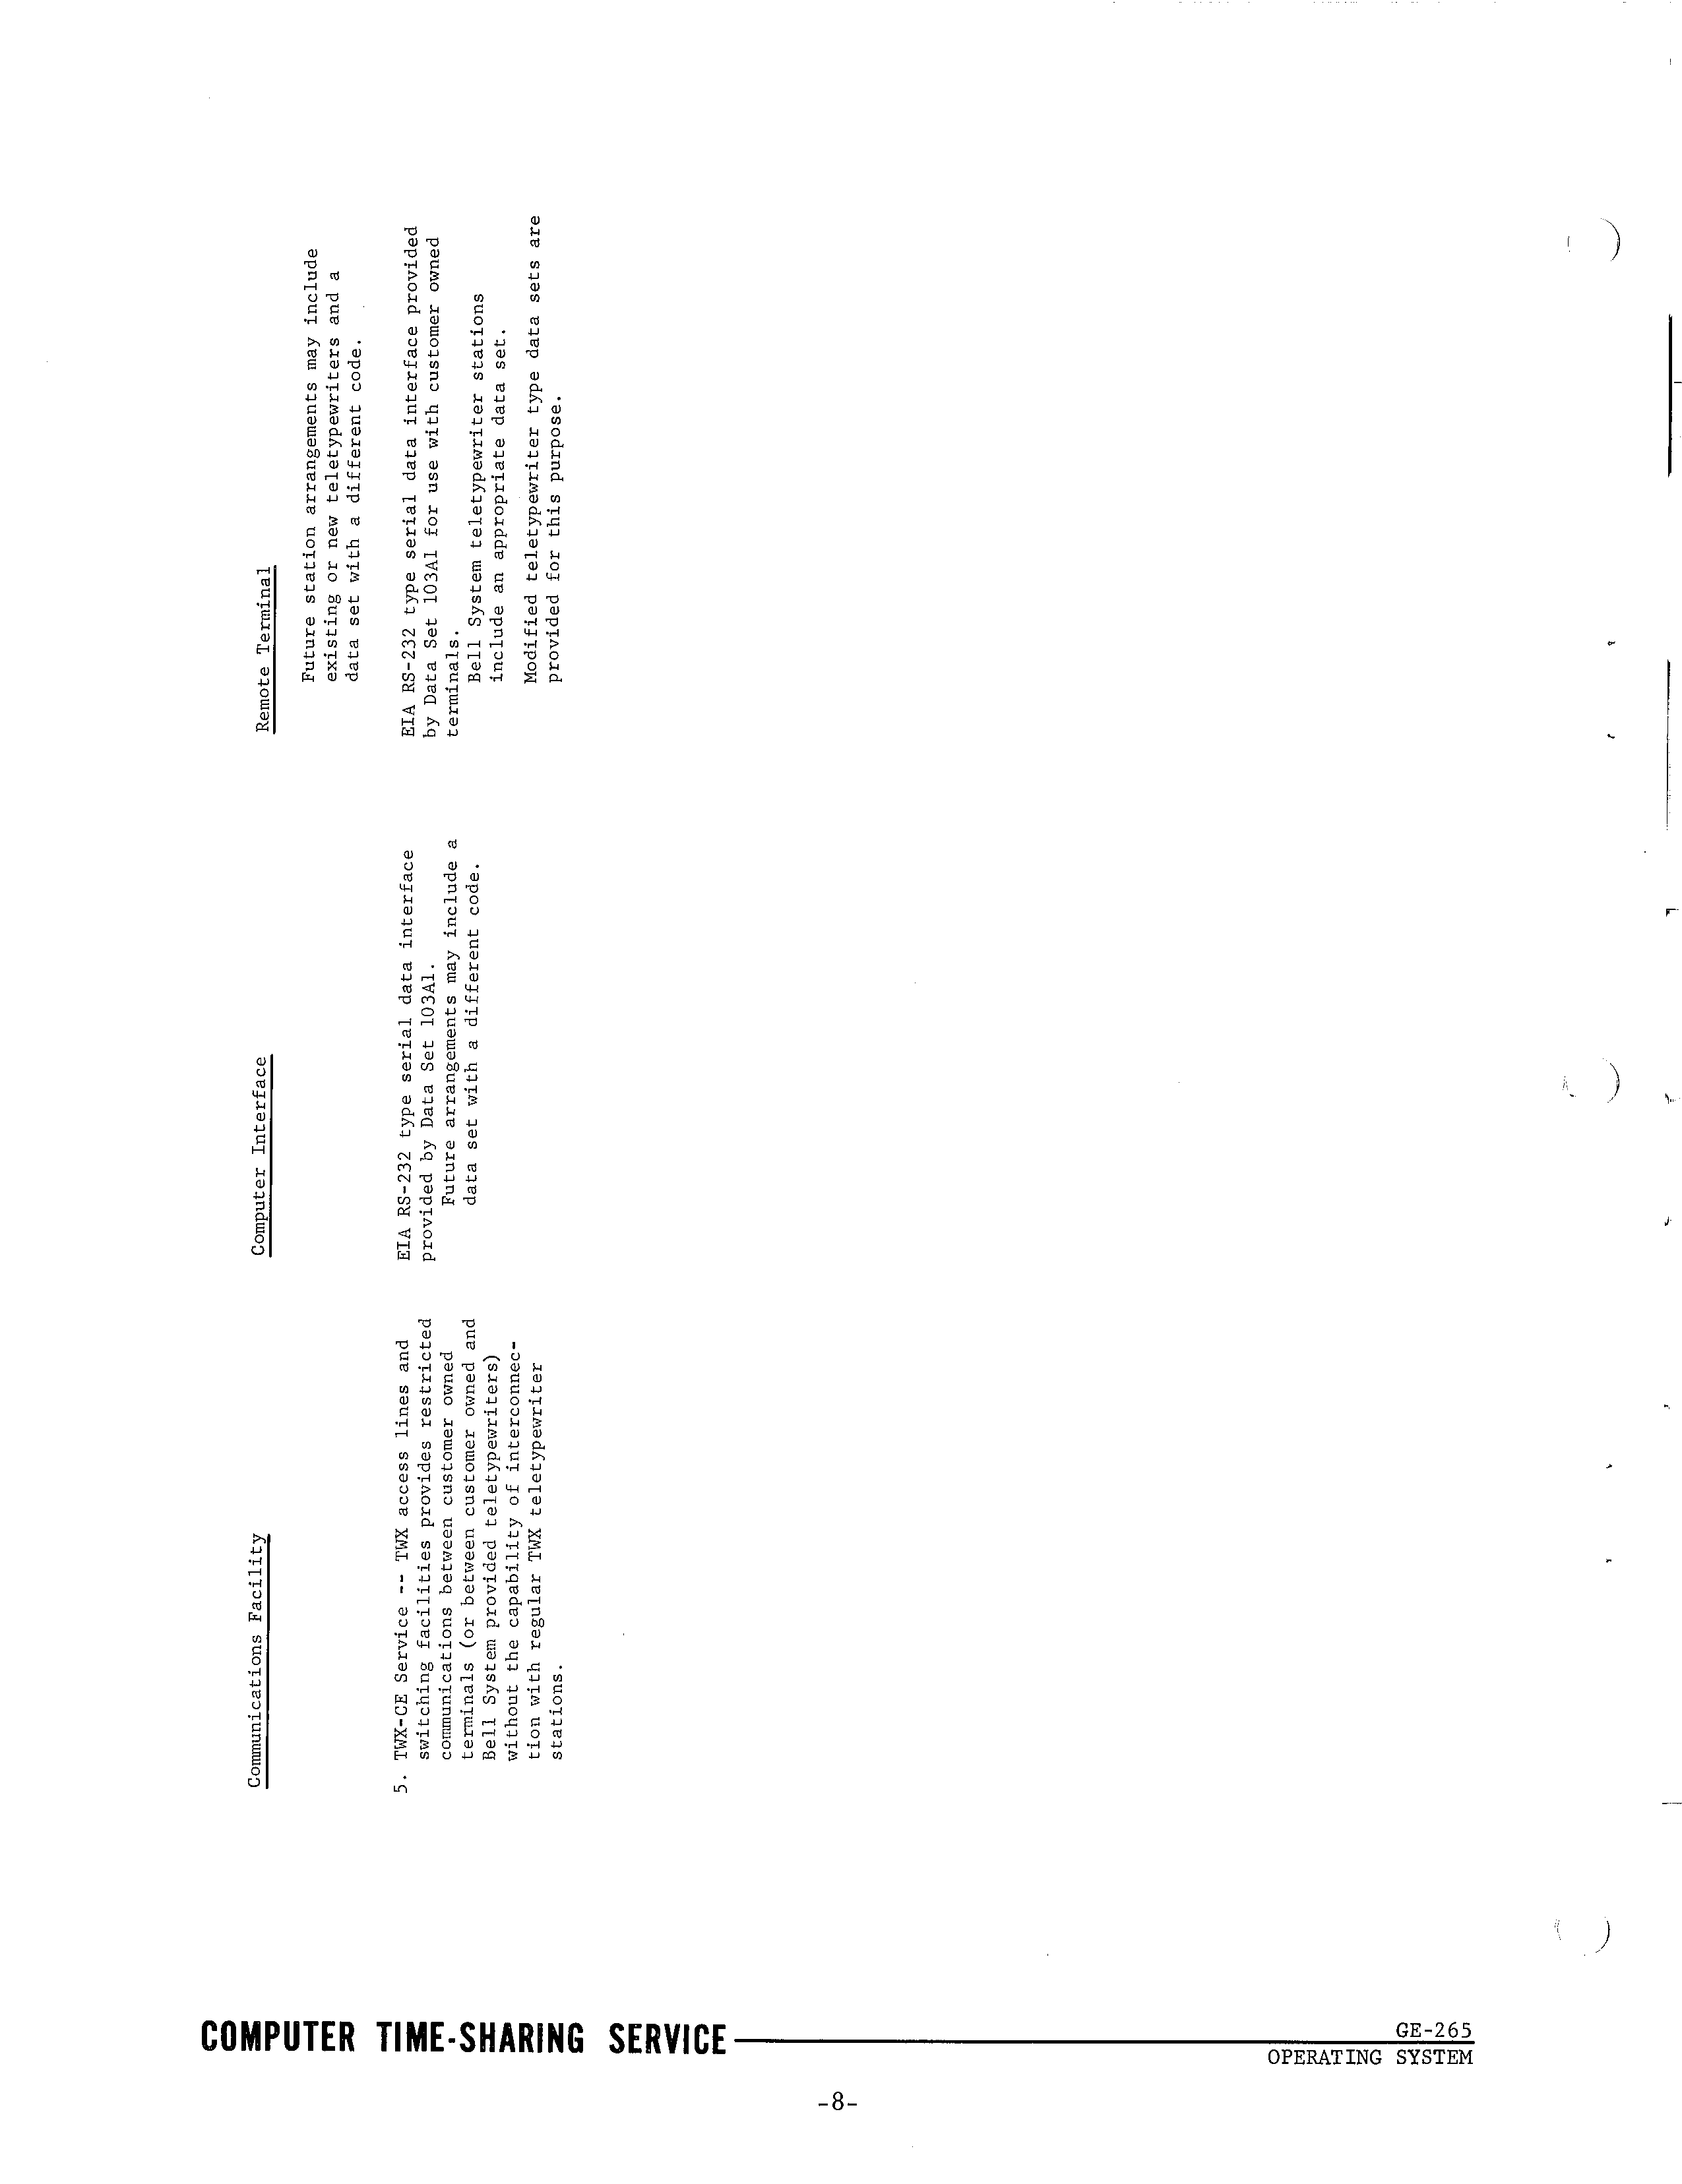 Communications Facility
Computer Interface
Remote Terminal
Future station arrangements may include
existing or new teletypewriters and a
data set with a different code.
5. TWX-CE Service -- TWX access lines and
switching facilities provides restricted
communications between customer owned
terminals (or between customer owned and
Bell System provided teletypewriters)
without the capability of interconnec-
tion with regular TWX teletypewriter
stations.
EIA RS-232 type serial data interface
provided by Data Set 103A1.
Future arrangements may include a
data set with a different code.
EIA RS-232 type serial data interface provided
by Data Set 103A1 for use with customer owned
terminals.
Bell System teletypewriter stations
include an appropriate data set.
Modified teletypewriter type data sets are
provided for this purpose.
COMPUTER TIME-SHARING SERVICE
GE-265
OPERATING SYSTEM
-8-